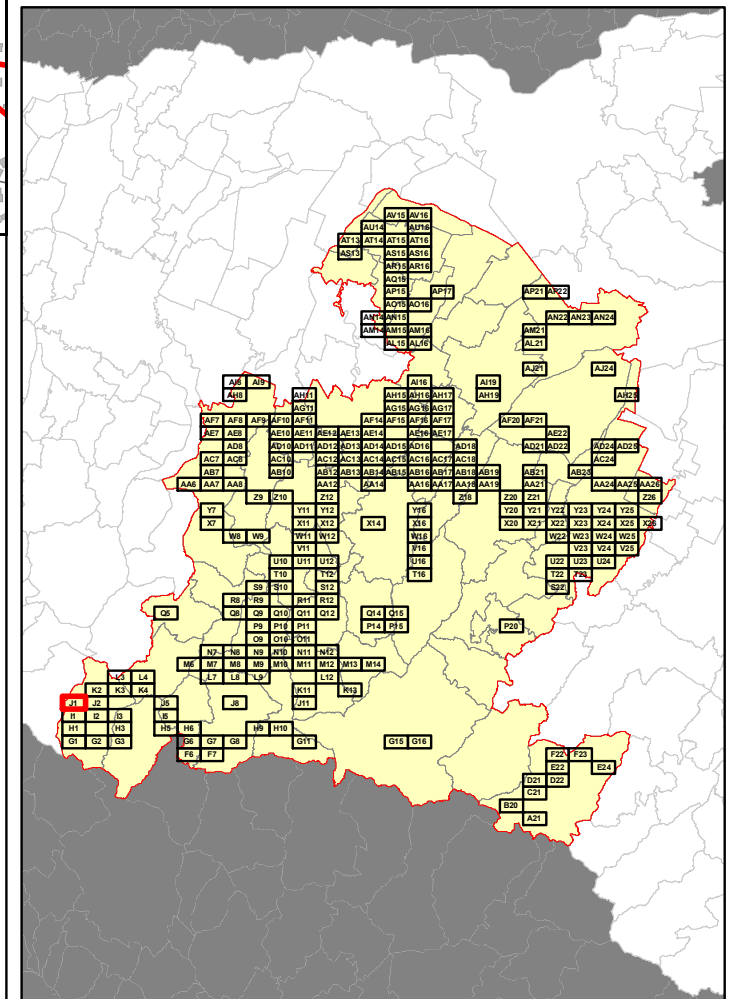 AV15 AV16
AU14 AU16
AT13 AT14 AT15 AT16
AS13 AS15 AS16
AR15 AR16
AQ15
AP15 AP17 AP21 AP22
AO15 AO16
AN14 AN15 AN22 AN23 AN24
AM14 AM15 AM16 AM21
AL15 AL16 AL21
AJ21 AJ24
AI8 AI9 AI16 AI19
AH8 AH11 AH15 AH16 AH17 AH19 AH25
AG11 AG15 AG16 AG17
AF7 AF8 AF9 AF10 AF11 AF14 AF15 AF16 AF17 AF20 AF21
AE7 AE8 AE10 AE11 AE12 AE13 AE14 AE16 AE17 AE22
AD8 AD10 AD11 AD12 AD13 AD14 AD15 AD16 AD18 AD21 AD22 AD24 AD25
AC7 AC8 AC10 AC12 AC13 AC14 AC15 AC16 AC17 AC18 AC24
AB7 AB10 AB12 AB13 AB14 AB15 AB16 AB17 AB18 AB19 AB21 AB23
AA6 AA7 AA8 AA12 AA14 AA16 AA17 AA18 AA19 AA21 AA24 AA25 AA26
Z9 Z10 Z12 Z18 Z20 Z21 Z26
Y7 Y11 Y12 Y16 Y20 Y21 Y22 Y23 Y24 Y25
X7 X11 X12 X14 X16 X20 X21 X22 X23 X24 X25 X26
W8 W9 W11 W12 W16 W22 W23 W24 W25
V11 V16 V23 V24 V25
U10 U11 U12 U16 U22 U23 U24
T10 T12 T16 T22 T23
S9 S10 S12 S22
R8 R9 R11 R12
Q5 Q8 Q9 Q10 Q11 Q12 Q14 Q15
P9 P10 P11 P14 P15 P20
O9 O10 O11
N7 N8 N9 N10 N11 N12
M6 M7 M8 M9 M10 M11 M12 M13 M14
L3 L4 L7 L8 L9 L12
K2 K3 K4 K11 K13
J1 J2 J5 J8 J11
I1 I2 I3 I5
H1 H3 H5 H6 H9 H10
G1 G2 G3 G6 G7 G8 G11 G15 G16
F6 F7 F22 F23
E22 E24
D21 D22
C21
B20
A21